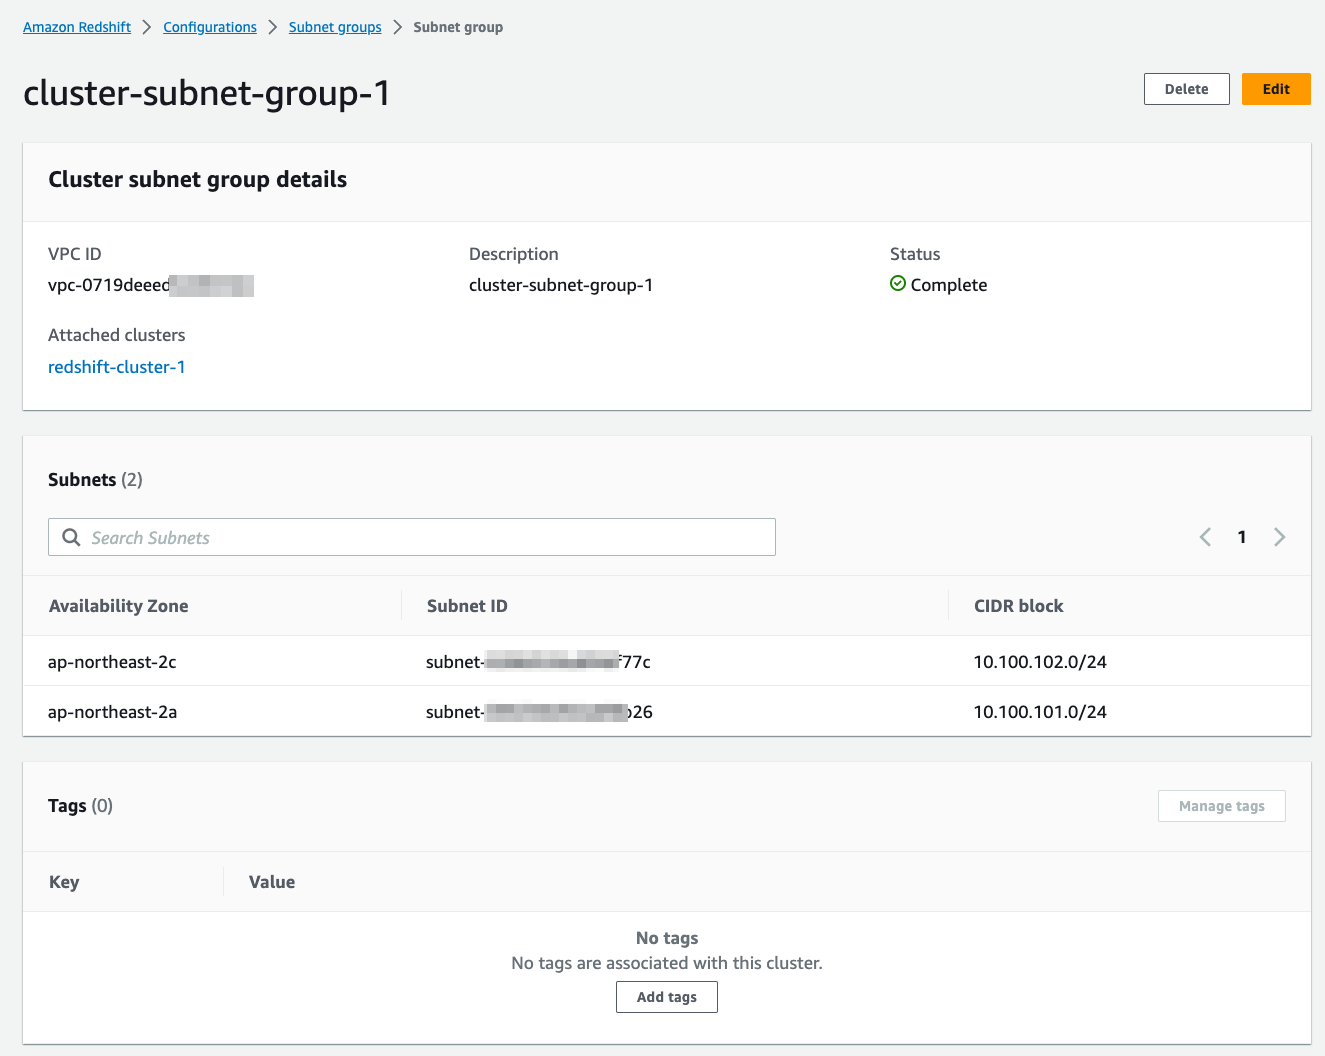 Amazon Redshift > Configurations > Subnet groups > Subnet group
cluster-subnet-group-1
Delete
Edit
Cluster subnet group details
VPC ID
vpc-0719deeed
Description
cluster-subnet-group-1
Status
Complete
Attached clusters
redshift-cluster-1
Subnets (2)
Search Subnets
1
Availability Zone Subnet ID CIDR block
ap-northeast-2c subnet- f77c 10.100.102.0/24
ap-northeast-2a subnet- b26 10.100.101.0/24
Tags (0)
Manage tags
Key Value
No tags
No tags are associated with this cluster.
Add tags